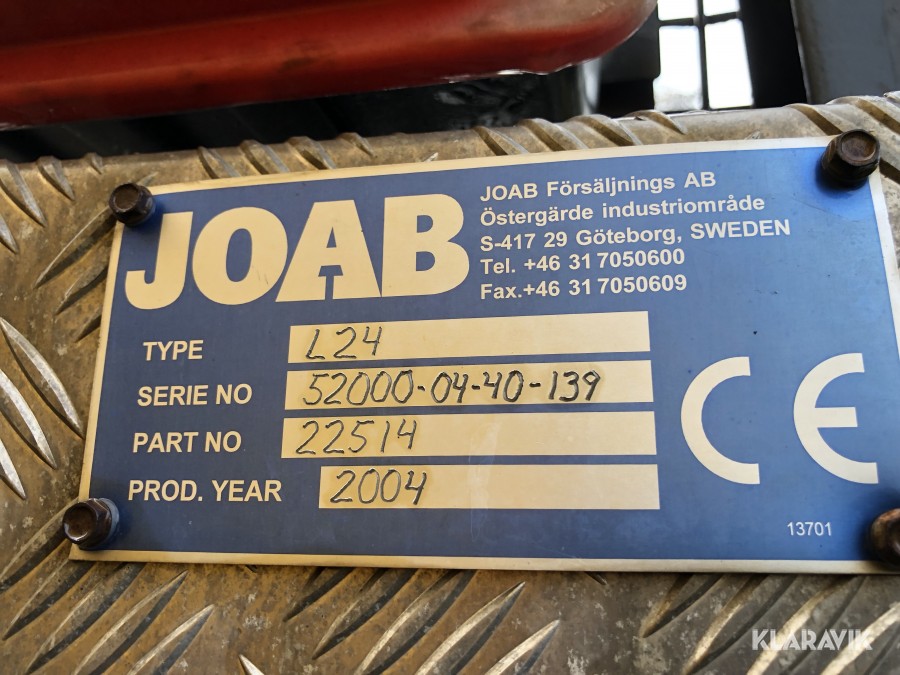 JOAB
JOAB Försäljnings AB
Östergärde industriområde
S-417 29 Göteborg, SWEDEN
Tel. +46 31 7050600
Fax.+46 31 7050609
TYPE L24
SERIE NO 52000-04-40-139
PART NO 22514
PROD. YEAR 2004
CE
13701
KLARAVIK